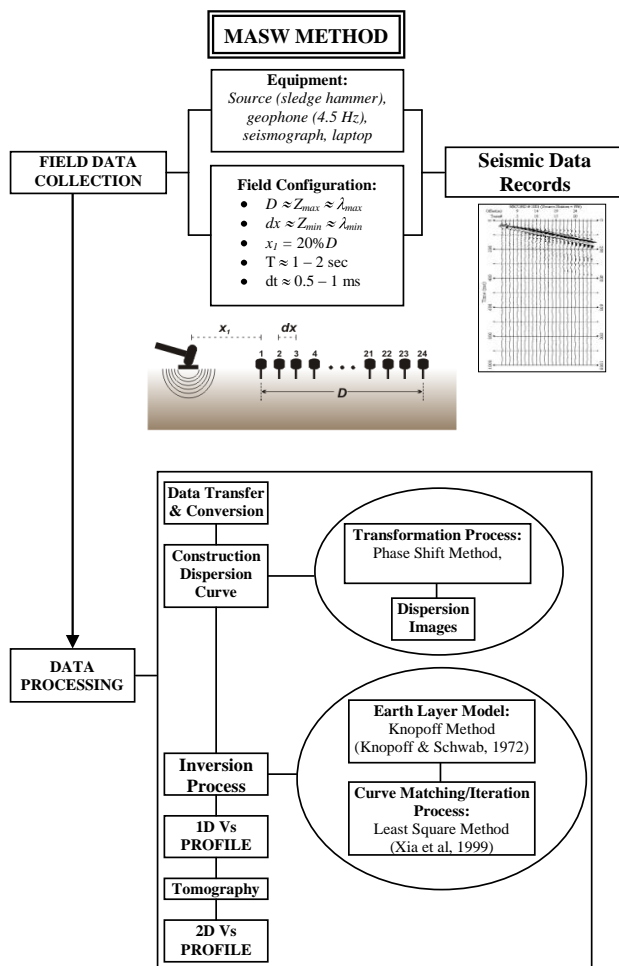 MASW METHOD
Equipment:
Source (sledge hammer),
geophone (4.5 Hz),
seismograph, laptop
FIELD DATA
COLLECTION
Field Configuration:
• D ≈ Zmax ≈ λmax
• dx ≈ Zmin ≈ λmin
• x1 = 20%D
• T ≈ 1 – 2 sec
• dt ≈ 0.5 – 1 ms
Seismic Data
Records
Time (ms)
x1
dx
1 2 3 4 21 22 23 24
D
Data Transfer
& Conversion
Construction
Dispersion
Curve
Transformation Process:
Phase Shift Method,
Dispersion
Images
DATA
PROCESSING
Inversion
Process
Earth Layer Model:
Knopoff Method
(Knopoff & Schwab, 1972)
Curve Matching/Iteration
Process:
Least Square Method
(Xia et al, 1999)
1D Vs
PROFILE
Tomography
2D Vs
PROFILE